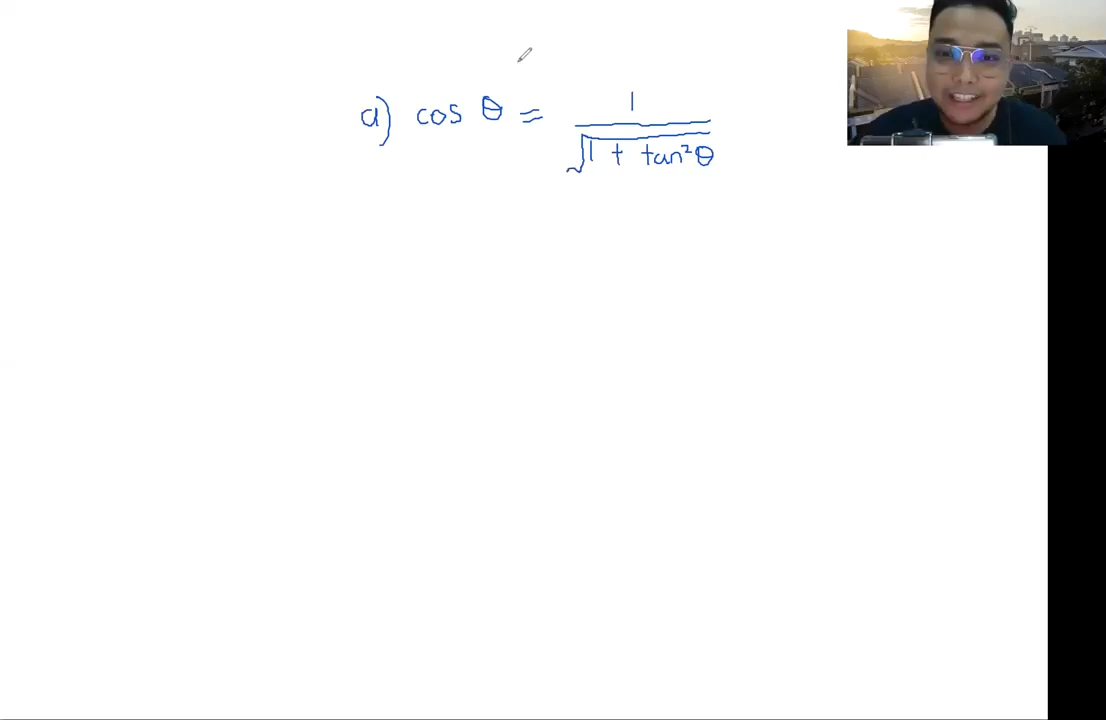 a) cos θ = 1 / √(1 + tan²θ)